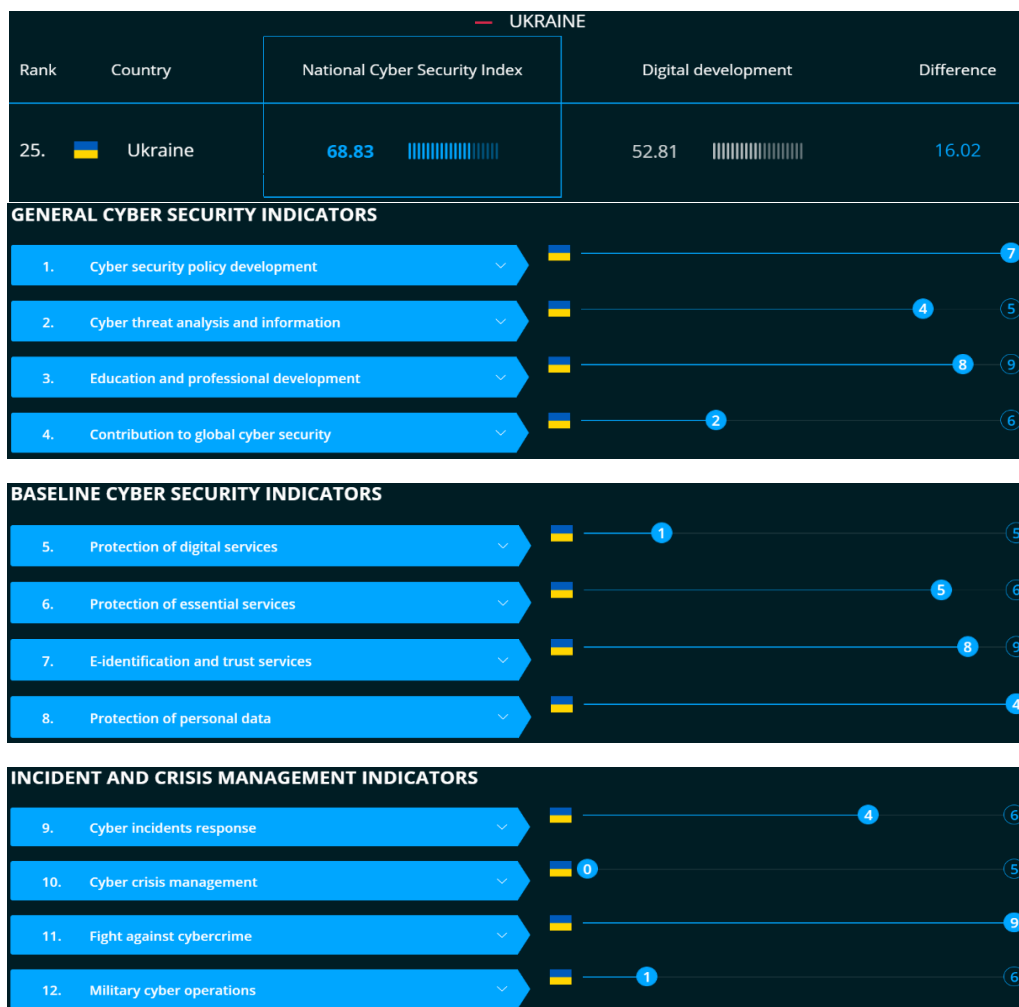 UKRAINE
Rank Country National Cyber Security Index Digital development Difference
25. Ukraine 68.83 52.81 16.02
GENERAL CYBER SECURITY INDICATORS
1. Cyber security policy development 7
2. Cyber threat analysis and information 4 5
3. Education and professional development 8 9
4. Contribution to global cyber security 2 6
BASELINE CYBER SECURITY INDICATORS
5. Protection of digital services 1 5
6. Protection of essential services 5 6
7. E-identification and trust services 8 9
8. Protection of personal data 4
INCIDENT AND CRISIS MANAGEMENT INDICATORS
9. Cyber incidents response 4 6
10. Cyber crisis management 0 5
11. Fight against cybercrime 9
12. Military cyber operations 1 6